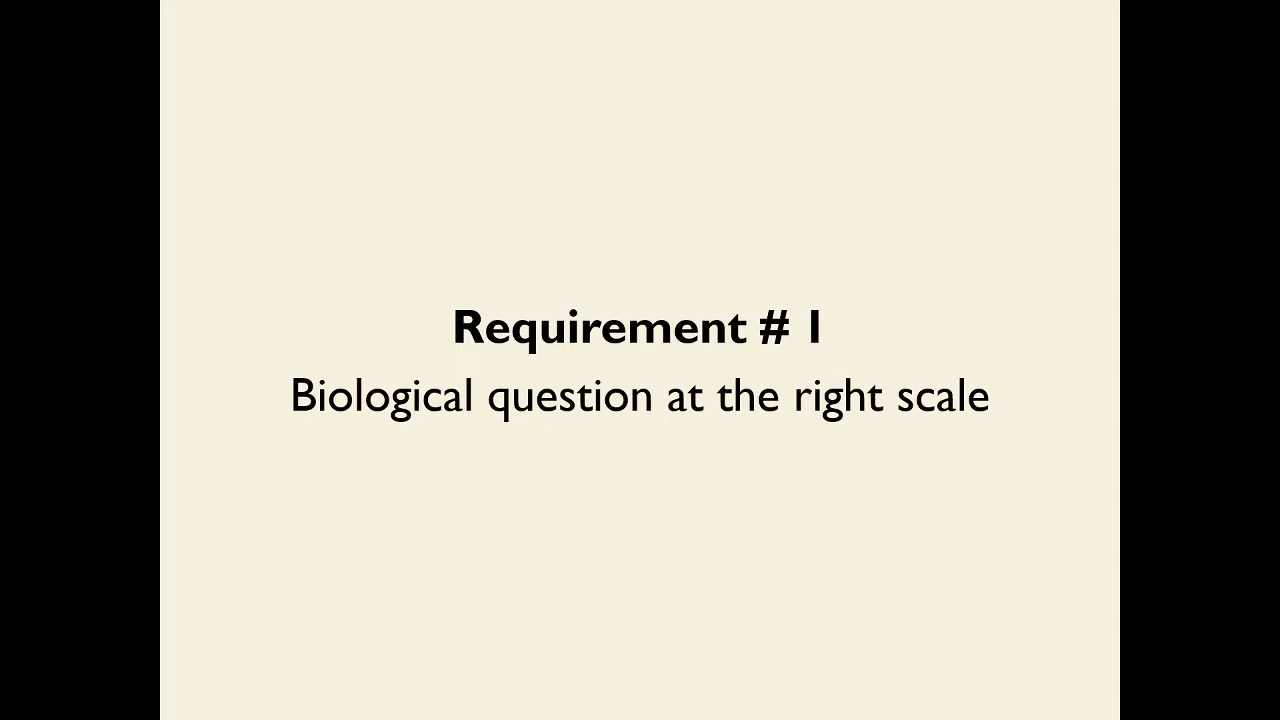 Requirement # 1
Biological question at the right scale